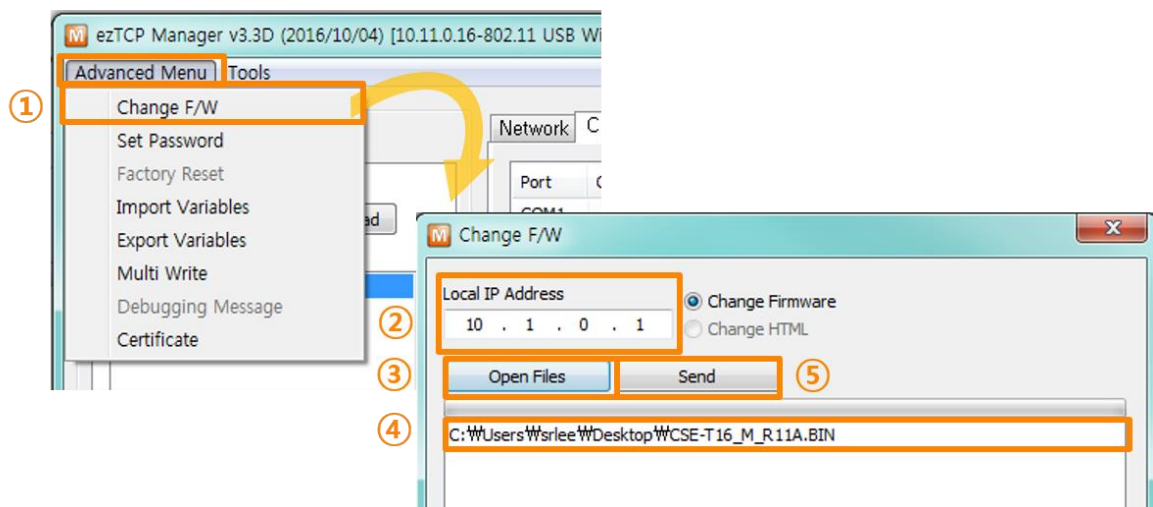 ezTCP Manager v3.3D (2016/10/04) [10.11.0.16-802.11 USB Wi
Advanced Menu Tools
①
Change F/W
Set Password
Factory Reset
Import Variables
Export Variables
Multi Write
Debugging Message
Certificate
ad
Network C
Port
COM1
Change F/W
Local IP Address
② 10 . 1 . 0 . 1
Change Firmware
Change HTML
③ Open Files Send ⑤
④ C:₩Users₩srlee₩Desktop₩CSE-T16_M_R11A.BIN